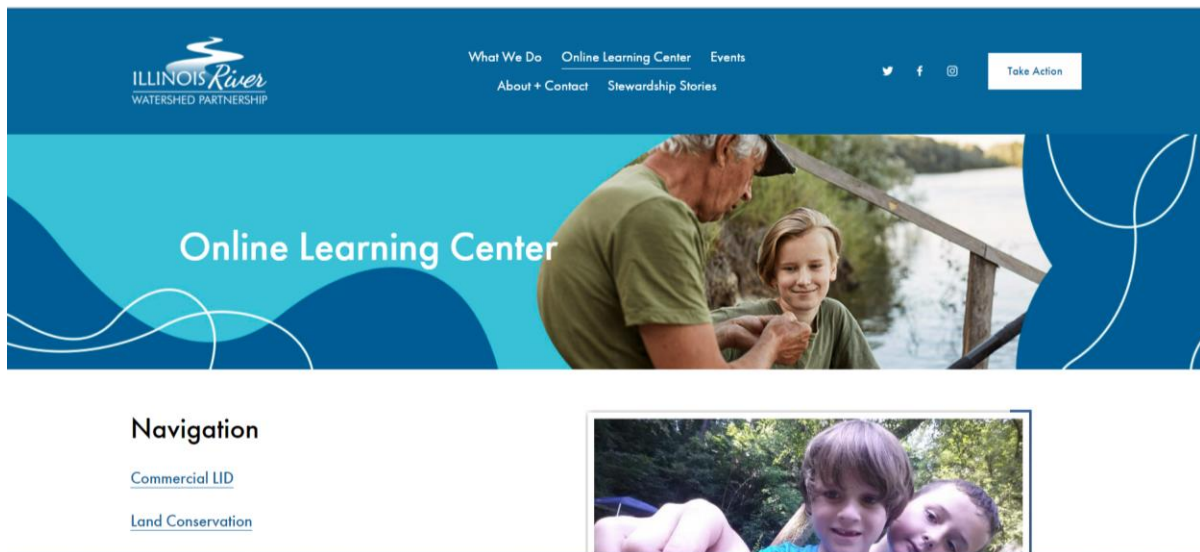 ILLINOIS River
WATERSHED PARTNERSHIP
What We Do Online Learning Center Events
About + Contact Stewardship Stories
Take Action
Online Learning Center
Navigation
Commercial LID
Land Conservation